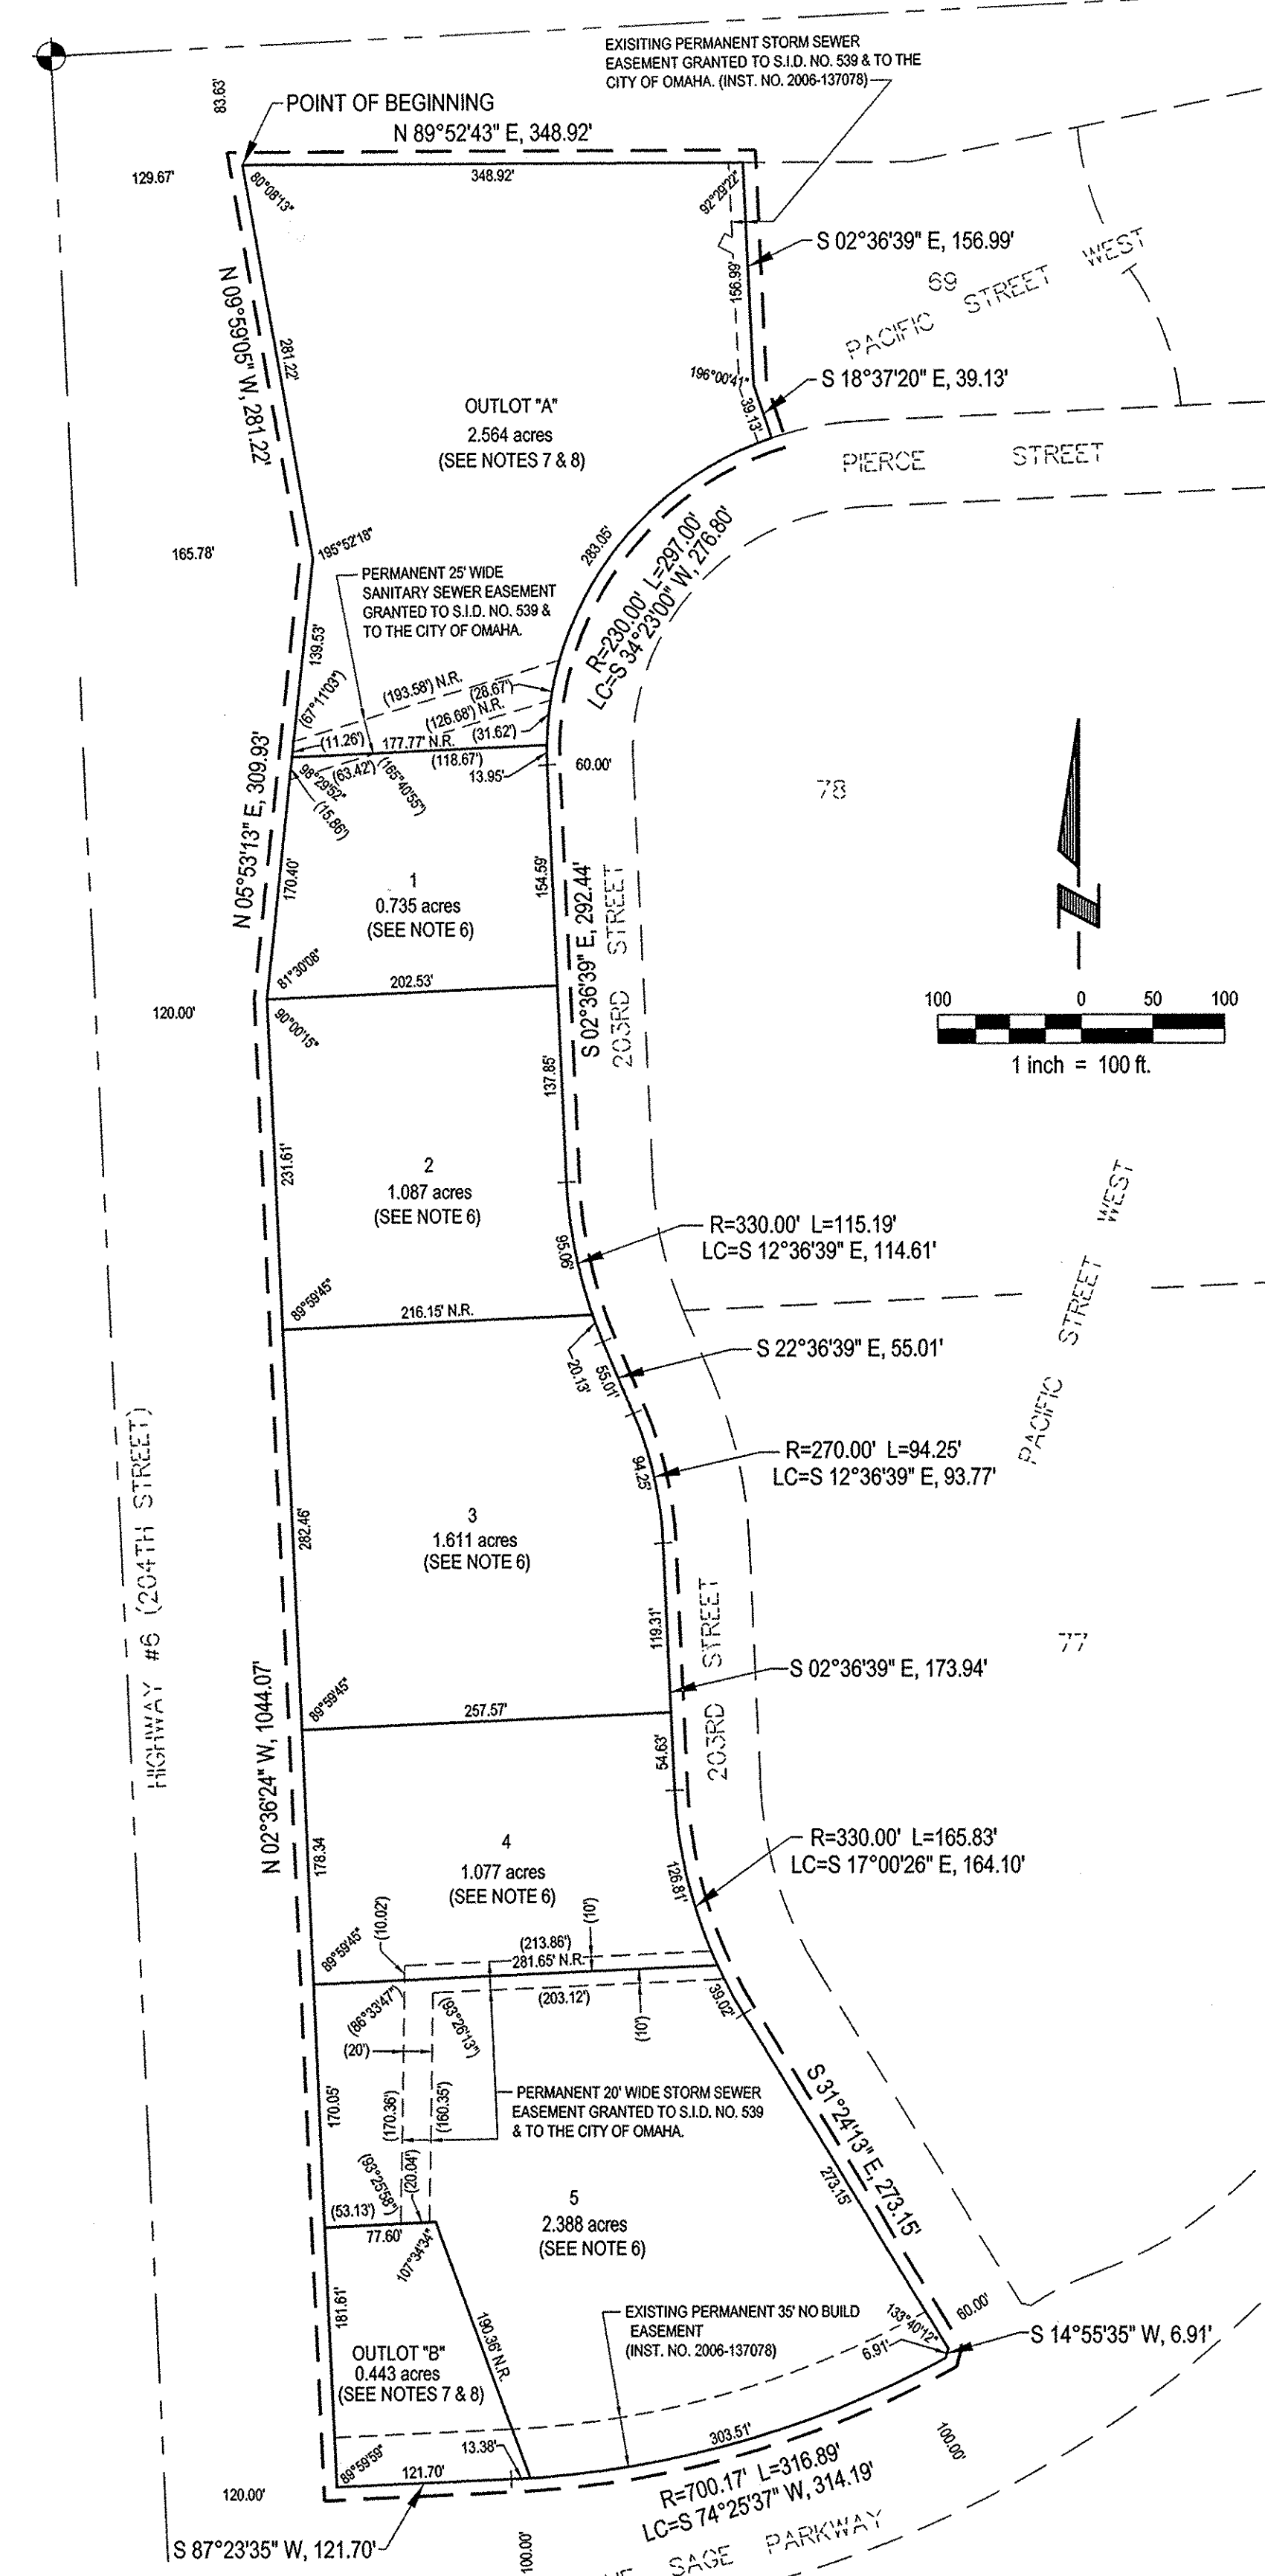 EXISITING PERMANENT STORM SEWER
EASEMENT GRANTED TO S.I.D. NO. 539 & TO THE
CITY OF OMAHA. (INST. NO. 2006-137078)
83.63'
POINT OF BEGINNING
N 89°52'43" E, 348.92'
129.67'
80°08'13"
348.92'
92°29'22"
S 02°36'39" E, 156.99'
156.99'
69
PACIFIC STREET WEST
N 09°59'05" W, 281.22'
281.22'
196°00'41"
S 18°37'20" E, 39.13'
39.13'
OUTLOT "A"
2.564 acres
(SEE NOTES 7 & 8)
PIERCE STREET
165.78'
195°52'18"
283.05'
R=230.00' L=297.00'
LC=S 34°23'00" W, 276.80'
PERMANENT 25' WIDE
SANITARY SEWER EASEMENT
GRANTED TO S.I.D. NO. 539 &
TO THE CITY OF OMAHA.
139.53'
(67°11'03")
(193.58') N.R.
(28.67')
(126.68') N.R.
(31.62')
(11.26')
177.77' N.R.
(118.67')
13.95'
60.00'
98°29'52"
(63.42')
(165°40'55")
(15.86')
N 05°53'13" E, 309.93'
170.40'
78
1
0.735 acres
(SEE NOTE 6)
154.59'
S 02°36'39" E, 292.44'
203RD STREET
81°30'08"
202.53'
120.00'
90°00'15"
100 0 50 100
1 inch = 100 ft.
137.85'
231.61'
2
1.087 acres
(SEE NOTE 6)
95.06'
R=330.00' L=115.19'
LC=S 12°36'39" E, 114.61'
PACIFIC STREET WEST
89°59'45"
216.15' N.R.
20.13'
55.01'
S 22°36'39" E, 55.01'
R=270.00' L=94.25'
LC=S 12°36'39" E, 93.77'
94.25'
HIGHWAY #6 (204TH STREET)
282.46'
3
1.611 acres
(SEE NOTE 6)
119.31'
203RD STREET
77
S 02°36'39" E, 173.94'
N 02°36'24" W, 1044.07'
89°59'45"
257.57'
54.63'
178.34
4
1.077 acres
(SEE NOTE 6)
126.81'
R=330.00' L=165.83'
LC=S 17°00'26" E, 164.10'
(10.02')
(10')
89°59'45"
(213.86')
281.65' N.R.
(86°33'47")
(203.12')
(93°26'13")
(10')
39.02'
(20')
170.05'
(170.36')
(160.35')
PERMANENT 20' WIDE STORM SEWER
EASEMENT GRANTED TO S.I.D. NO. 539
& TO THE CITY OF OMAHA.
S 31°24'13" E, 273.15'
273.15'
(93°25'58")
(20.04')
(53.13')
77.60'
107°34'34"
5
2.388 acres
(SEE NOTE 6)
181.61'
190.36' N.R.
EXISTING PERMANENT 35' NO BUILD
EASEMENT
(INST. NO. 2006-137078)
133°40'12"
60.00'
6.91'
S 14°55'35" W, 6.91'
OUTLOT "B"
0.443 acres
(SEE NOTES 7 & 8)
303.51'
100.00'
13.38'
89°59'59"
121.70'
120.00'
R=700.17' L=316.89'
LC=S 74°25'37" W, 314.19'
S 87°23'35" W, 121.70'
100.00'
SAGE PARKWAY